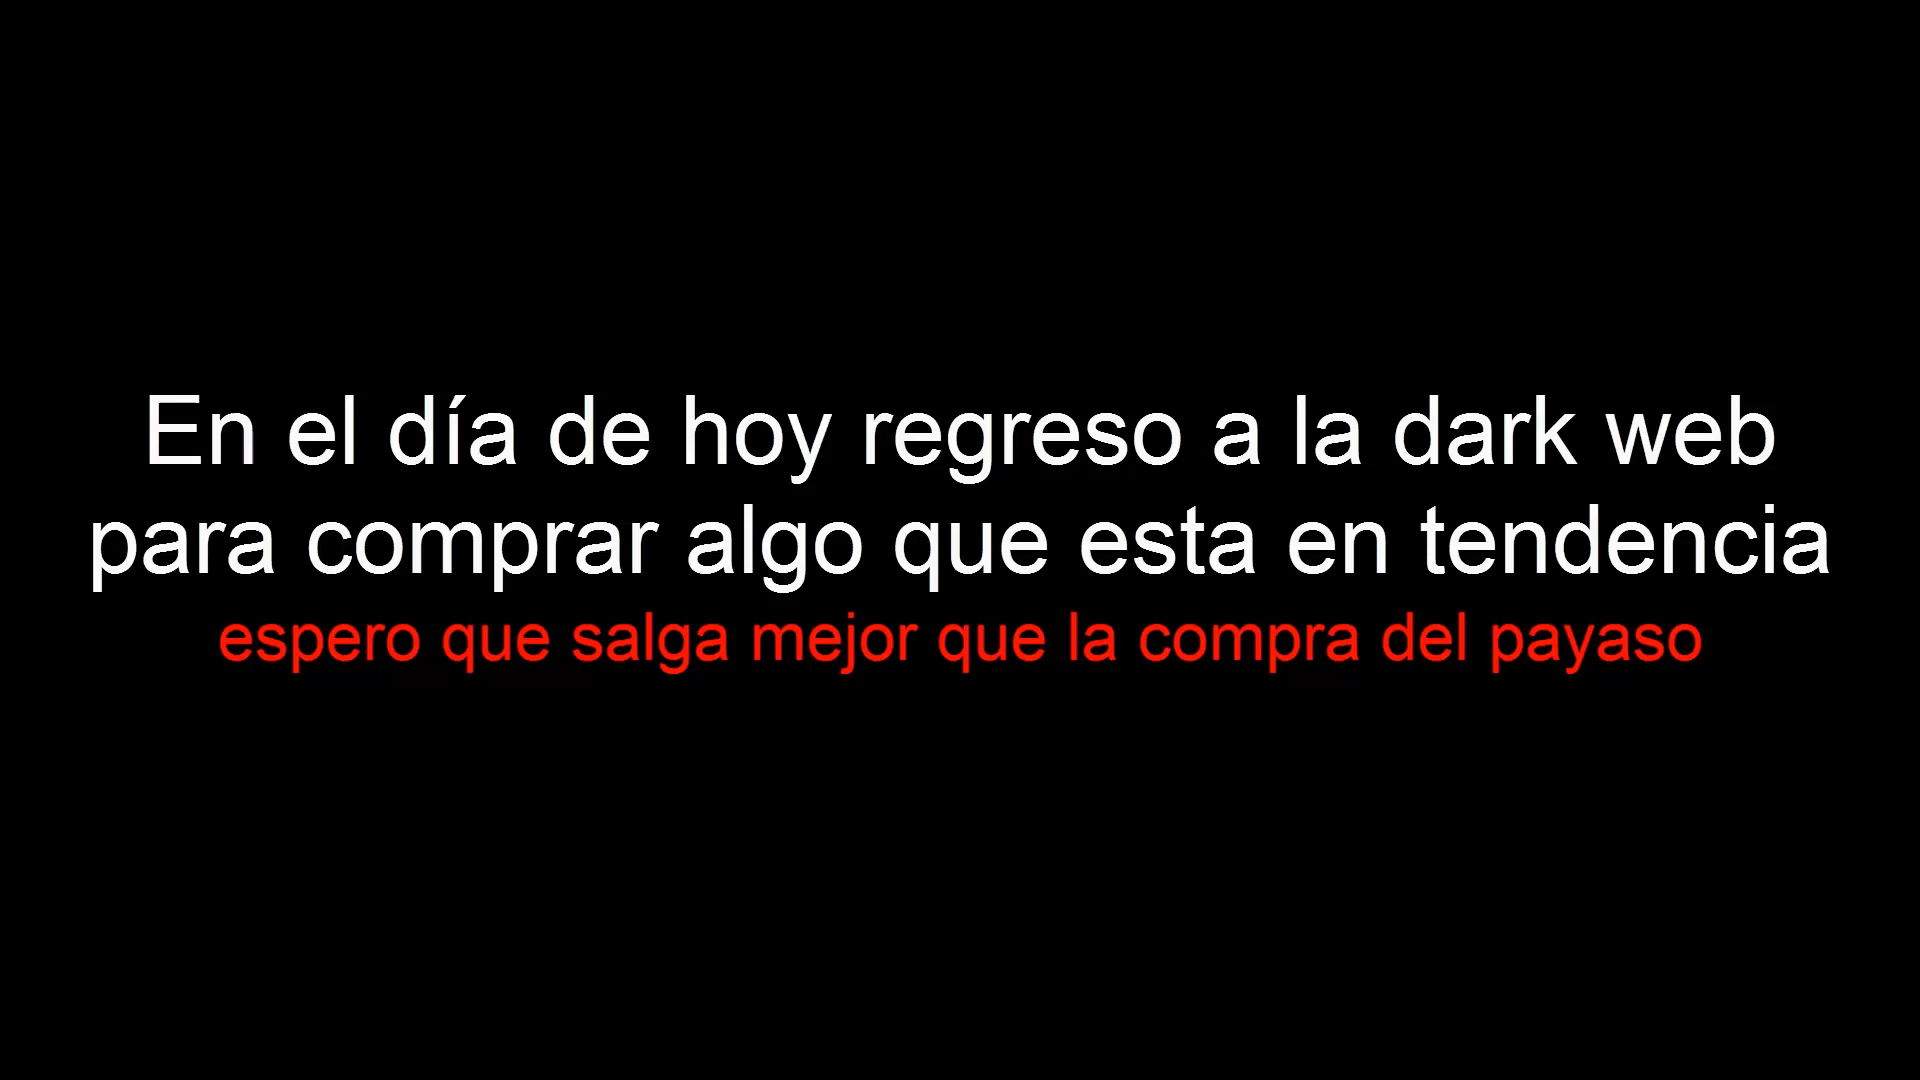 En el día de hoy regreso a la dark web
para comprar algo que esta en tendencia
espero que salga mejor que la compra del payaso